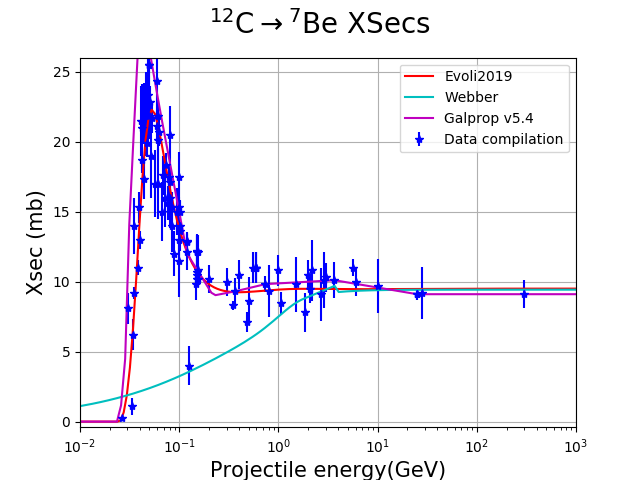 ¹²C→⁷Be XSecs
Evoli2019
Webber
Galprop v5.4
Data compilation
Xsec (mb)
25
20
15
10
5
0
10⁻² 10⁻¹ 10⁰ 10¹ 10² 10³
Projectile energy(GeV)